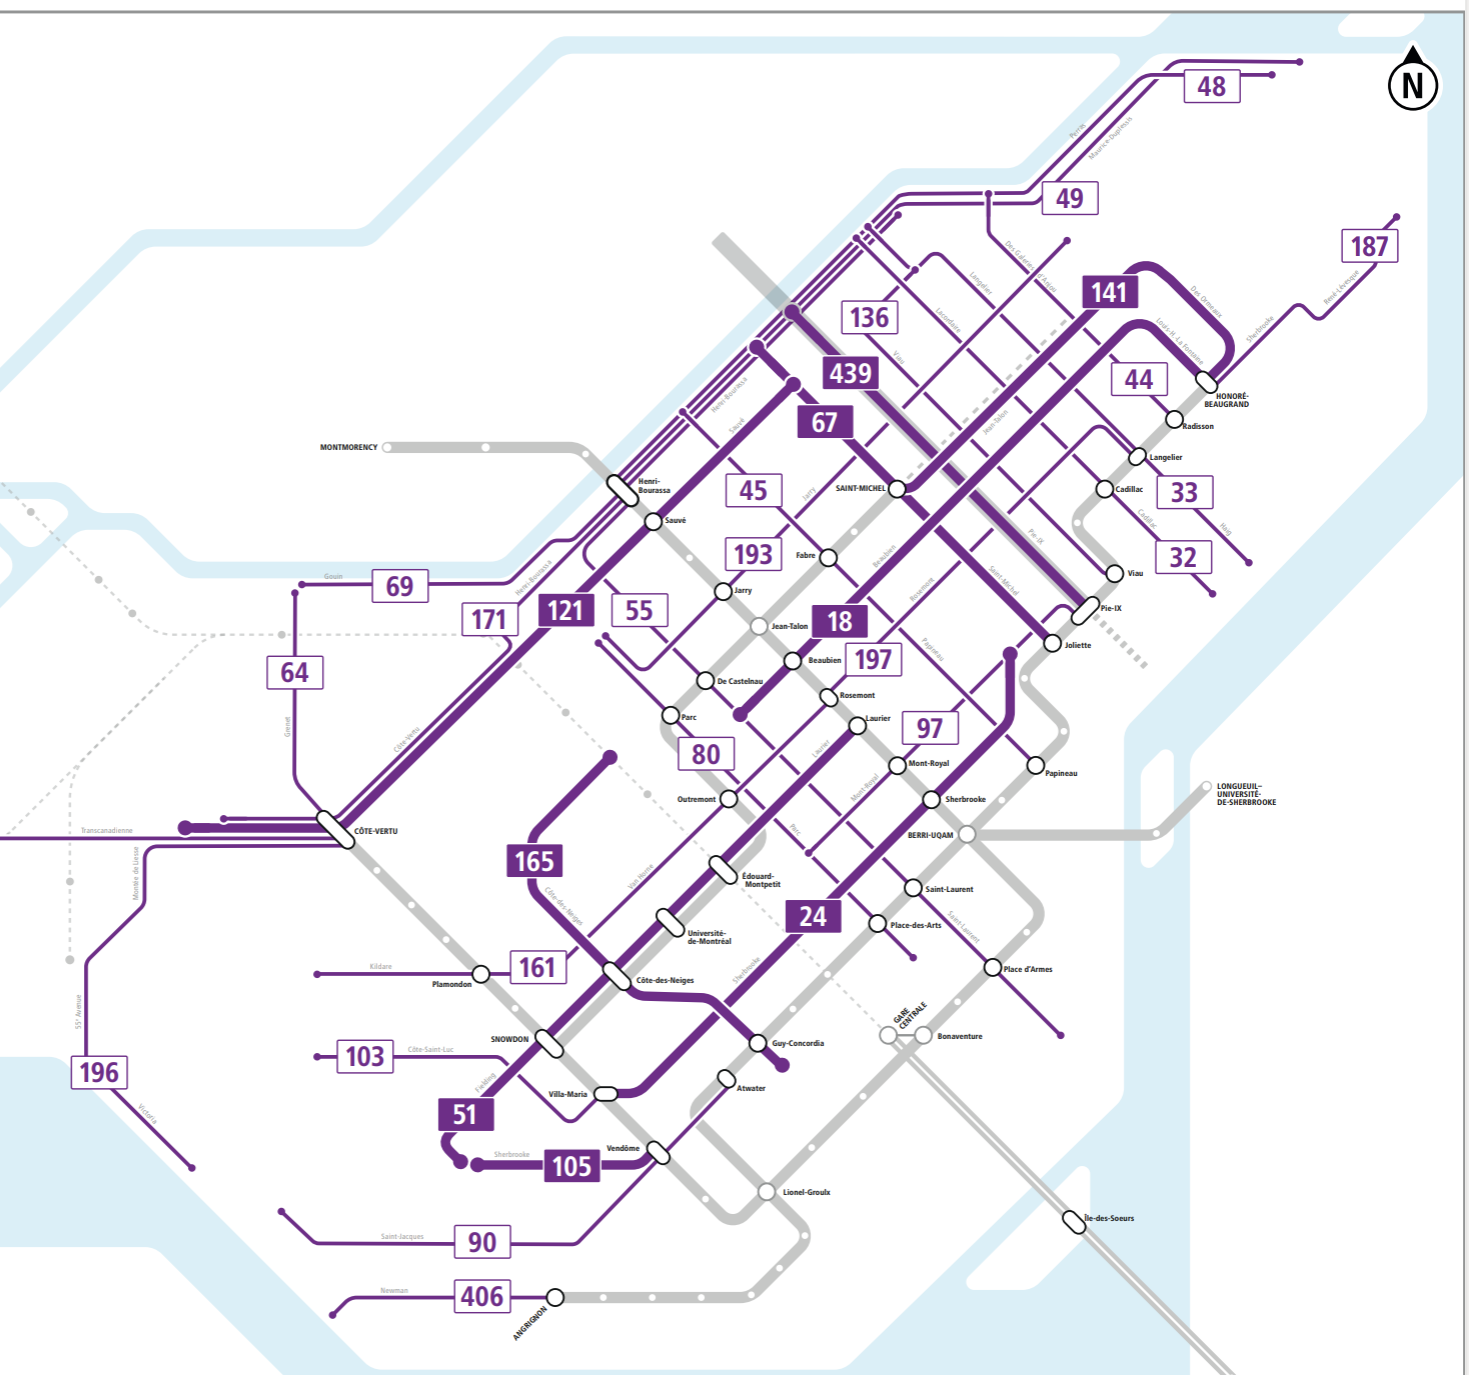 48
N
Perras
Maurice-Duplessis
49
187
Des Galeries-d'Anjou
Langelier
141
Des Ormeaux
René-Lévesque
136
Lacordaire
Sherbrooke
Louis-H.-La Fontaine
Viau
439
44
Henri-Bourassa
HONORÉ-
BEAUGRAND
67
Jean-Talon
Radisson
Sauvé
MONTMORENCY
Langelier
Henri-
Bourassa
45
Jarry
SAINT-MICHEL
Cadillac
33
Sauvé
Cadillac
Haig
Pie-IX
193
Fabre
Beaubien
32
Gouin
69
Henri-Bourassa
Saint-Michel
Viau
Jarry
Rosemont
171
121
55
18
Pie-IX
Jean-Talon
Joliette
Papineau
64
Beaubien
197
De Castelnau
Rosemont
Grenet
Parc
Laurier
97
Côte-Vertu
80
Laurier
Mont-Royal
Papineau
Mont-Royal
Outremont
Sherbrooke
LONGUEUIL–
UNIVERSITÉ-
DE-SHERBROOKE
Transcanadienne
CÔTE-VERTU
Parc
BERRI-UQAM
165
Montée de Liesse
Van Horne
Édouard-
Montpetit
Saint-Laurent
Côte-des-Neiges
24
Place-des-Arts
Saint-Laurent
Université-
de-Montréal
Kildare
161
Sherbrooke
Place d'Armes
Plamondon
Côte-des-Neiges
55e Avenue
GARE
CENTRALE
SNOWDON
Guy-Concordia
Bonaventure
103
Côte-Saint-Luc
196
Fielding
Villa-Maria
Atwater
Victoria
51
Vendôme
Sherbrooke
105
Lionel-Groulx
Île-des-Soeurs
Saint-Jacques
90
Newman
406
ANGRIGNON